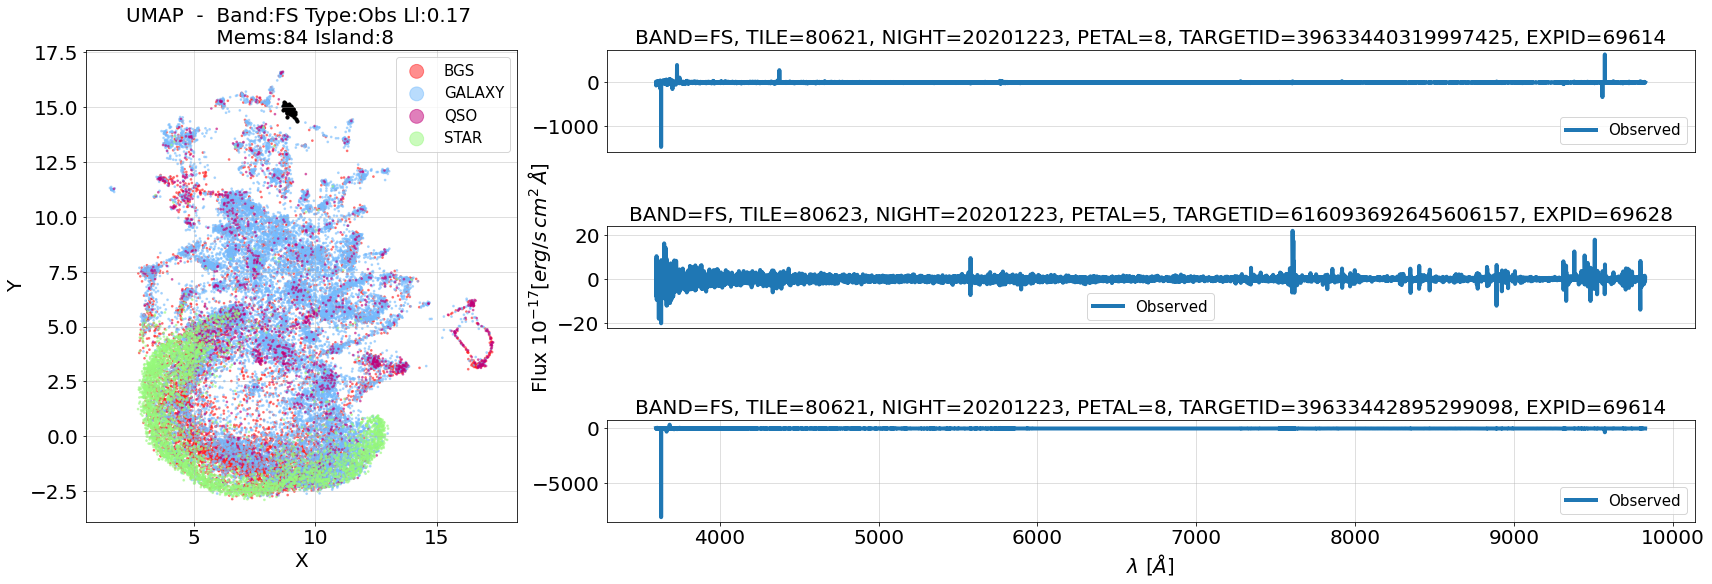 UMAP - Band:FS Type:Obs Ll:0.17
Mems:84 Island:8
17.5
15.0
12.5
10.0
7.5
5.0
2.5
0.0
−2.5
Y
5
10
15
X
BGS
GALAXY
QSO
STAR
BAND=FS, TILE=80621, NIGHT=20201223, PETAL=8, TARGETID=39633440319997425, EXPID=69614
0
−1000
Observed
BAND=FS, TILE=80623, NIGHT=20201223, PETAL=5, TARGETID=616093692645606157, EXPID=69628
20
0
−20
Observed
Flux 10⁻¹⁷[erg/s cm² Å]
BAND=FS, TILE=80621, NIGHT=20201223, PETAL=8, TARGETID=39633442895299098, EXPID=69614
0
−5000
Observed
4000
5000
6000
7000
8000
9000
10000
λ [Å]